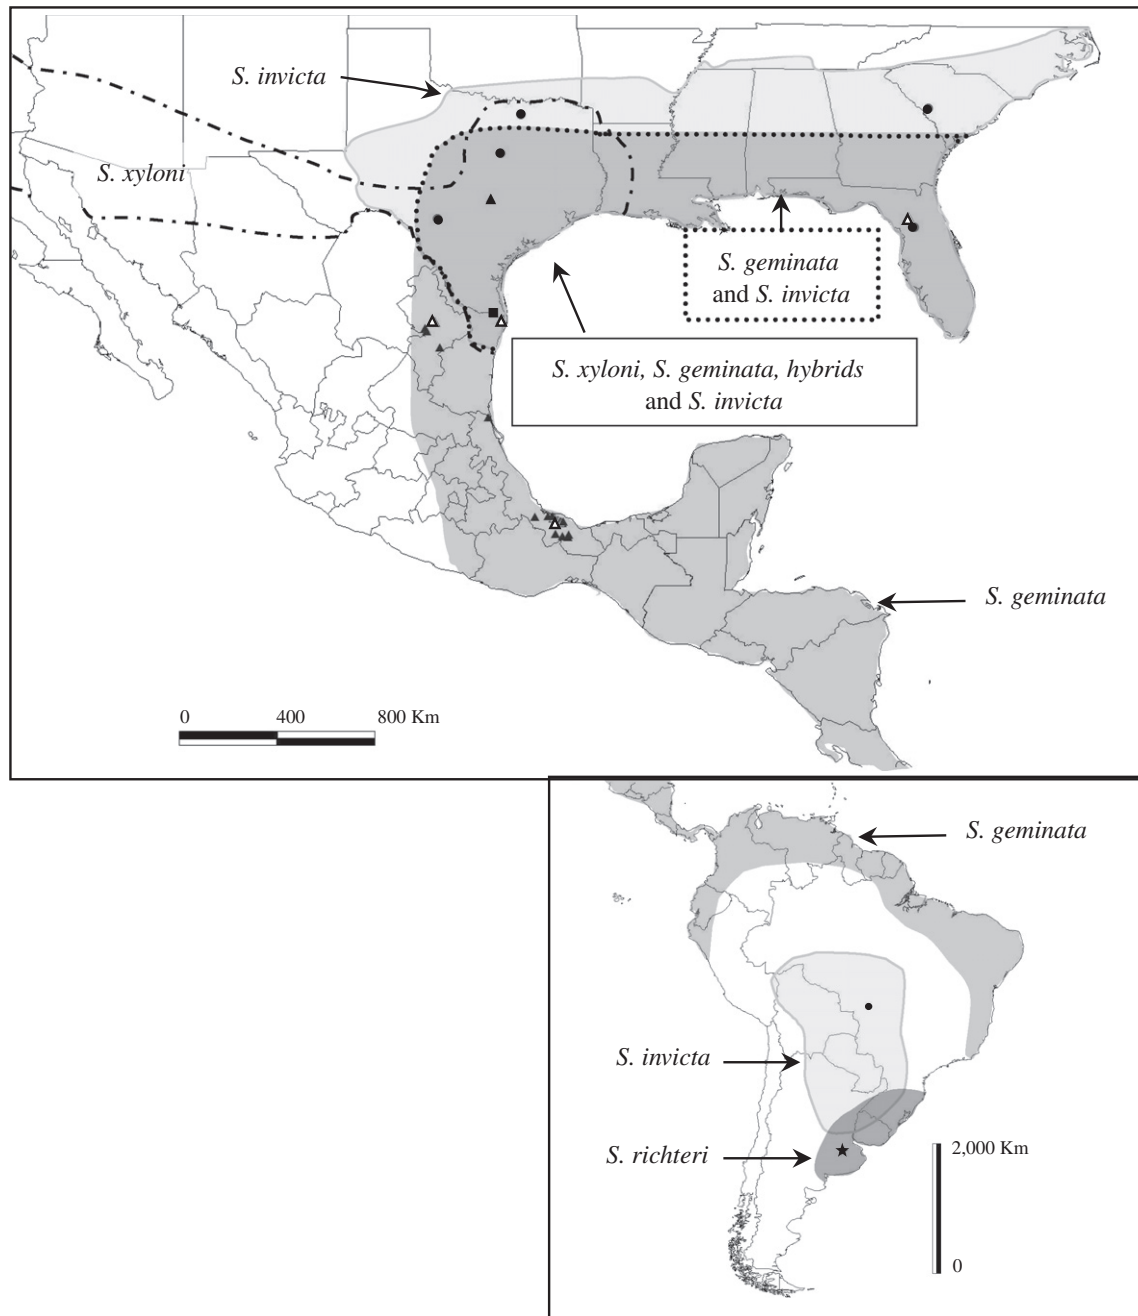 S. invicta
S. xyloni
S. geminata
and S. invicta
S. xyloni, S. geminata, hybrids
and S. invicta
S. geminata
0 400 800 Km
S. geminata
S. invicta
S. richteri
2,000 Km
0